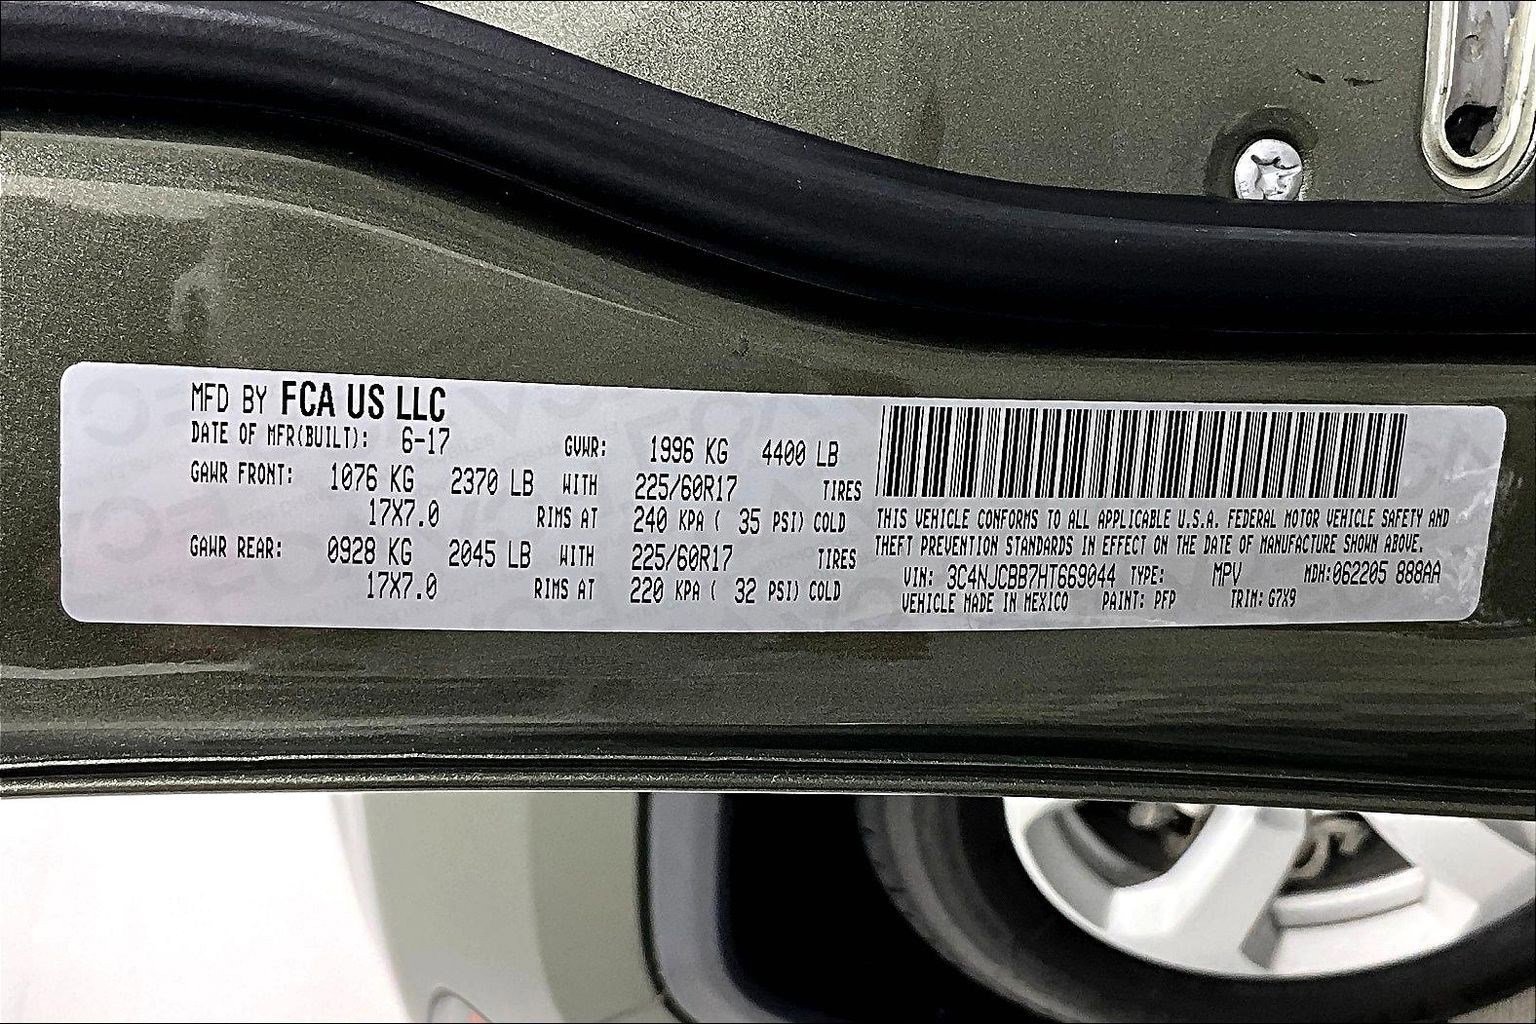 MFD BY FCA US LLC
DATE OF MFR(BUILT): 6-17 GVWR: 1996 KG 4400 LB
GAWR FRONT: 1076 KG 2370 LB WITH 225/60R17 TIRES
17X7.0 RIMS AT 240 KPA ( 35 PSI) COLD
GAWR REAR: 0928 KG 2045 LB WITH 225/60R17 TIRES
17X7.0 RIMS AT 220 KPA ( 32 PSI) COLD
THIS VEHICLE CONFORMS TO ALL APPLICABLE U.S.A. FEDERAL MOTOR VEHICLE SAFETY AND
THEFT PREVENTION STANDARDS IN EFFECT ON THE DATE OF MANUFACTURE SHOWN ABOVE.
VIN: 3C4NJCBB7HT669044 TYPE: MPV MDH:062205 888AA
VEHICLE MADE IN MEXICO PAINT: PFP TRIM: G7X9